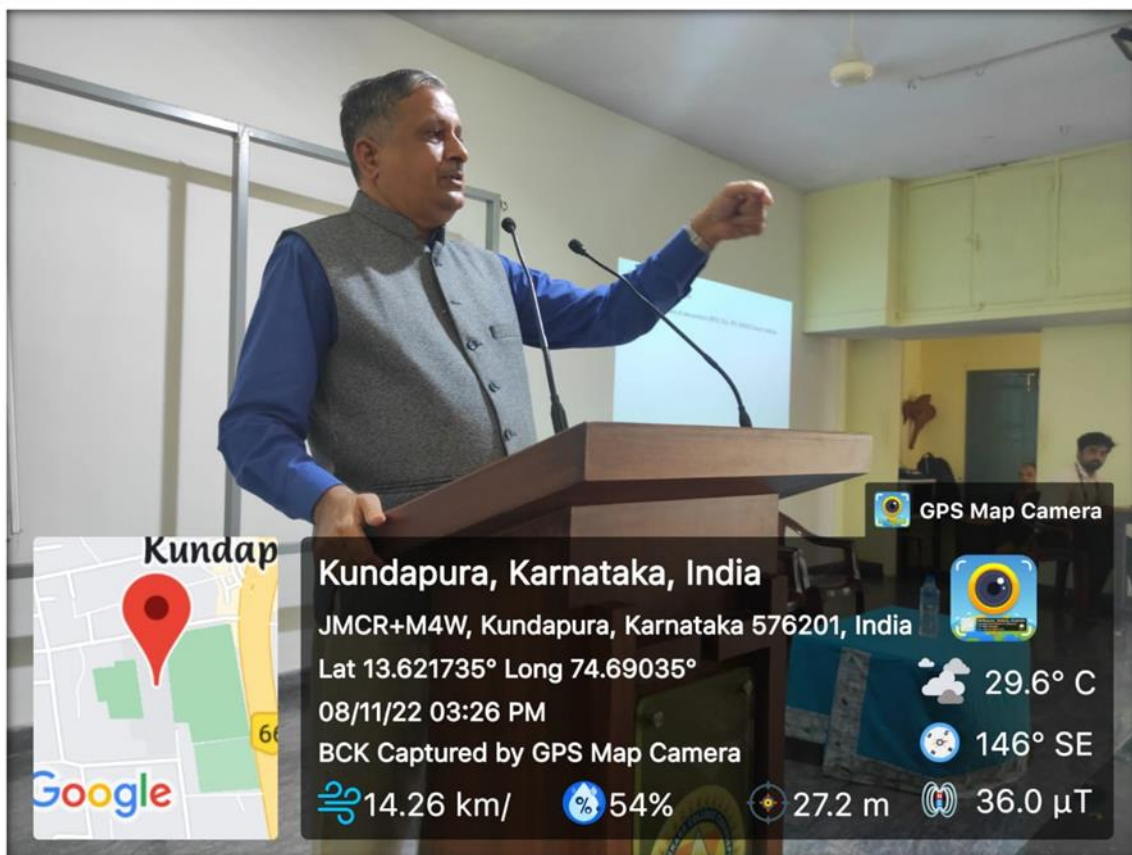 GPS Map Camera
Kundap
Kundapura, Karnataka, India
JMCR+M4W, Kundapura, Karnataka 576201, India
Lat 13.621735° Long 74.69035°
08/11/22 03:26 PM
BCK Captured by GPS Map Camera
29.6° C
146° SE
66
Google
14.26 km/
% 54%
27.2 m
36.0 µT